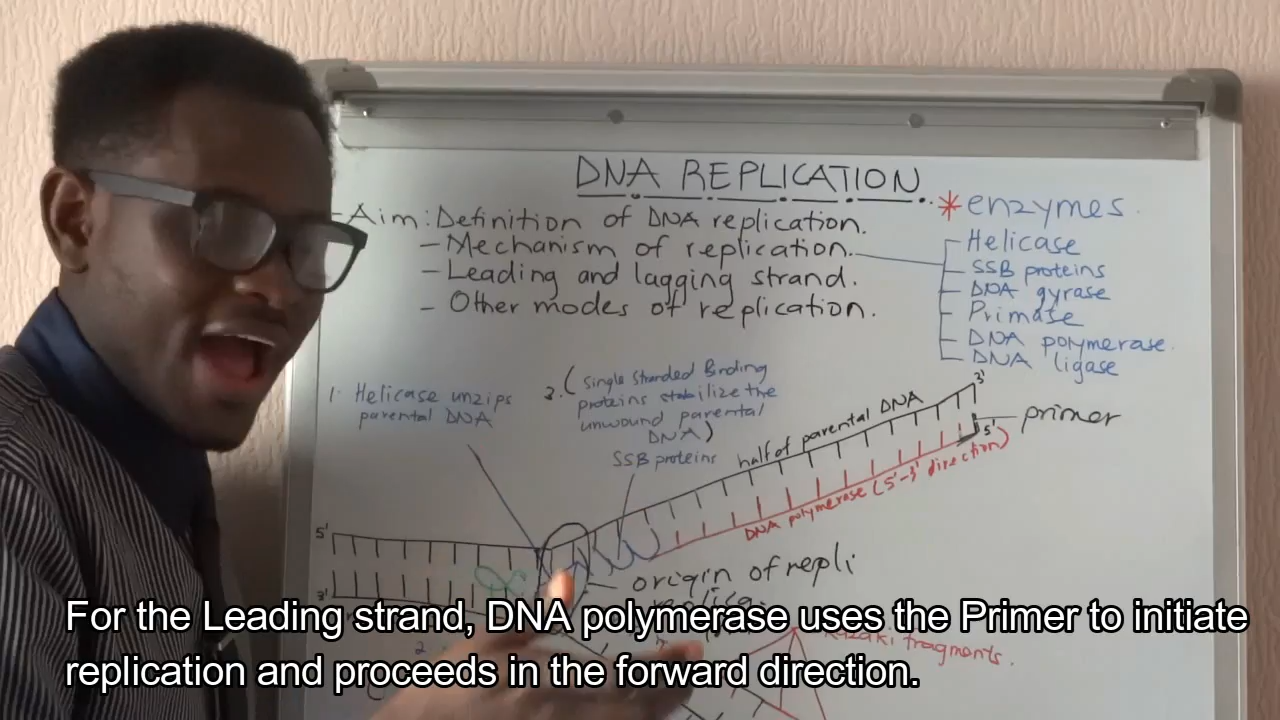 DNA REPLICATION
-Aim: Definition of DNA replication.
- Mechanism of replication.
- Leading and lagging strand.
- Other modes of replication.
* enzymes.
Helicase
SSB proteins
DNA gyrase
Primase
DNA polymerase.
DNA ligase
1. Helicase unzips
parental DNA
2. (Single Stranded Binding
proteins stabilize the
unwound parental
DNA)
SSB proteins
half of parental DNA
3'
primer
5'
DNA polymerase (5'-3' direction)
5'
3'
origin of repli
fragments.
For the Leading strand, DNA polymerase uses the Primer to initiate
replication and proceeds in the forward direction.